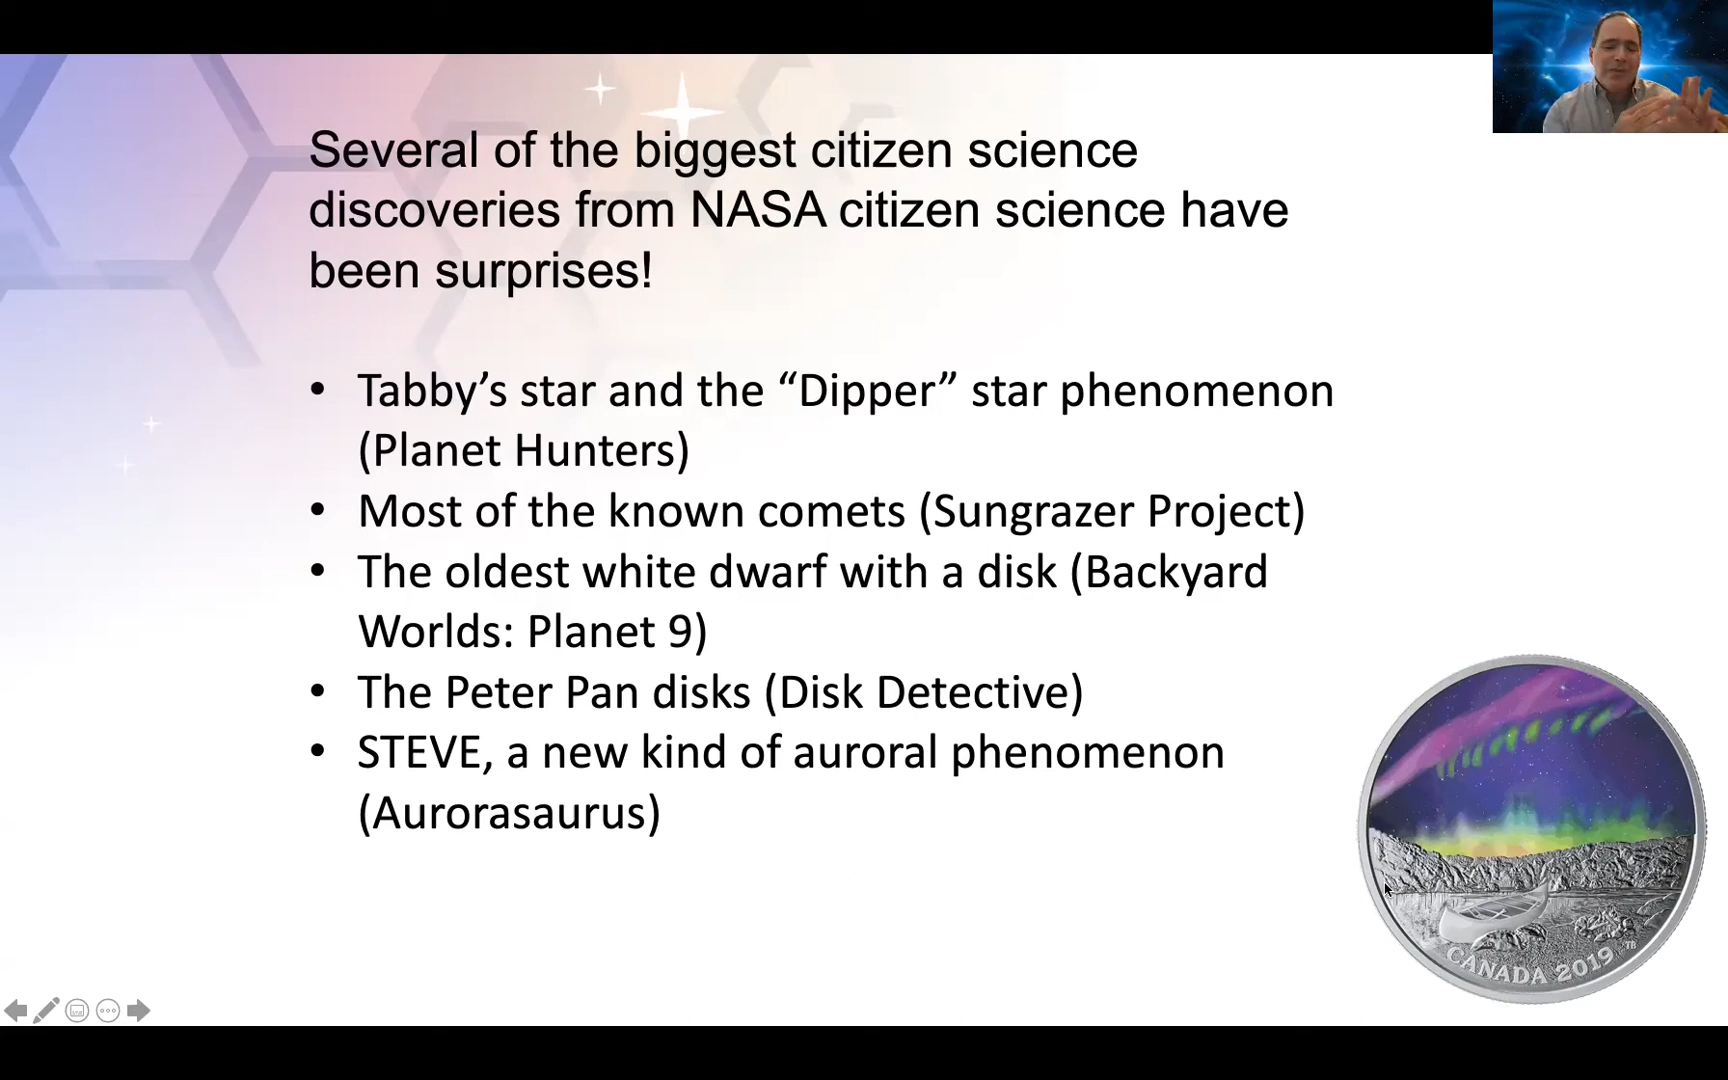 Several of the biggest citizen science
discoveries from NASA citizen science have
been surprises!
• Tabby’s star and the “Dipper” star phenomenon
(Planet Hunters)
• Most of the known comets (Sungrazer Project)
• The oldest white dwarf with a disk (Backyard
Worlds: Planet 9)
• The Peter Pan disks (Disk Detective)
• STEVE, a new kind of auroral phenomenon
(Aurorasaurus)
TB
CANADA 2019